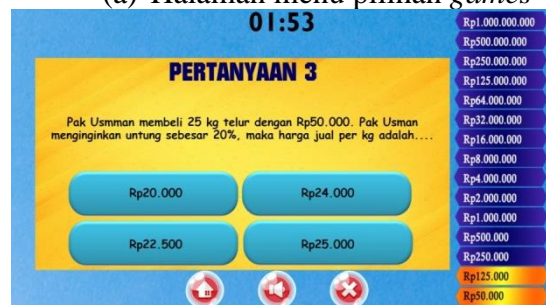 (a) Halaman menu pilihan games
01:53
PERTANYAAN 3
Pak Usmman membeli 25 kg telur dengan Rp50.000. Pak Usman
menginginkan untung sebesar 20%, maka harga jual per kg adalah....
Rp20.000
Rp24.000
Rp22.500
Rp25.000
Rp1.000.000.000
Rp500.000.000
Rp250.000.000
Rp125.000.000
Rp64.000.000
Rp32.000.000
Rp16.000.000
Rp8.000.000
Rp4.000.000
Rp2.000.000
Rp1.000.000
Rp500.000
Rp250.000
Rp125.000
Rp50.000